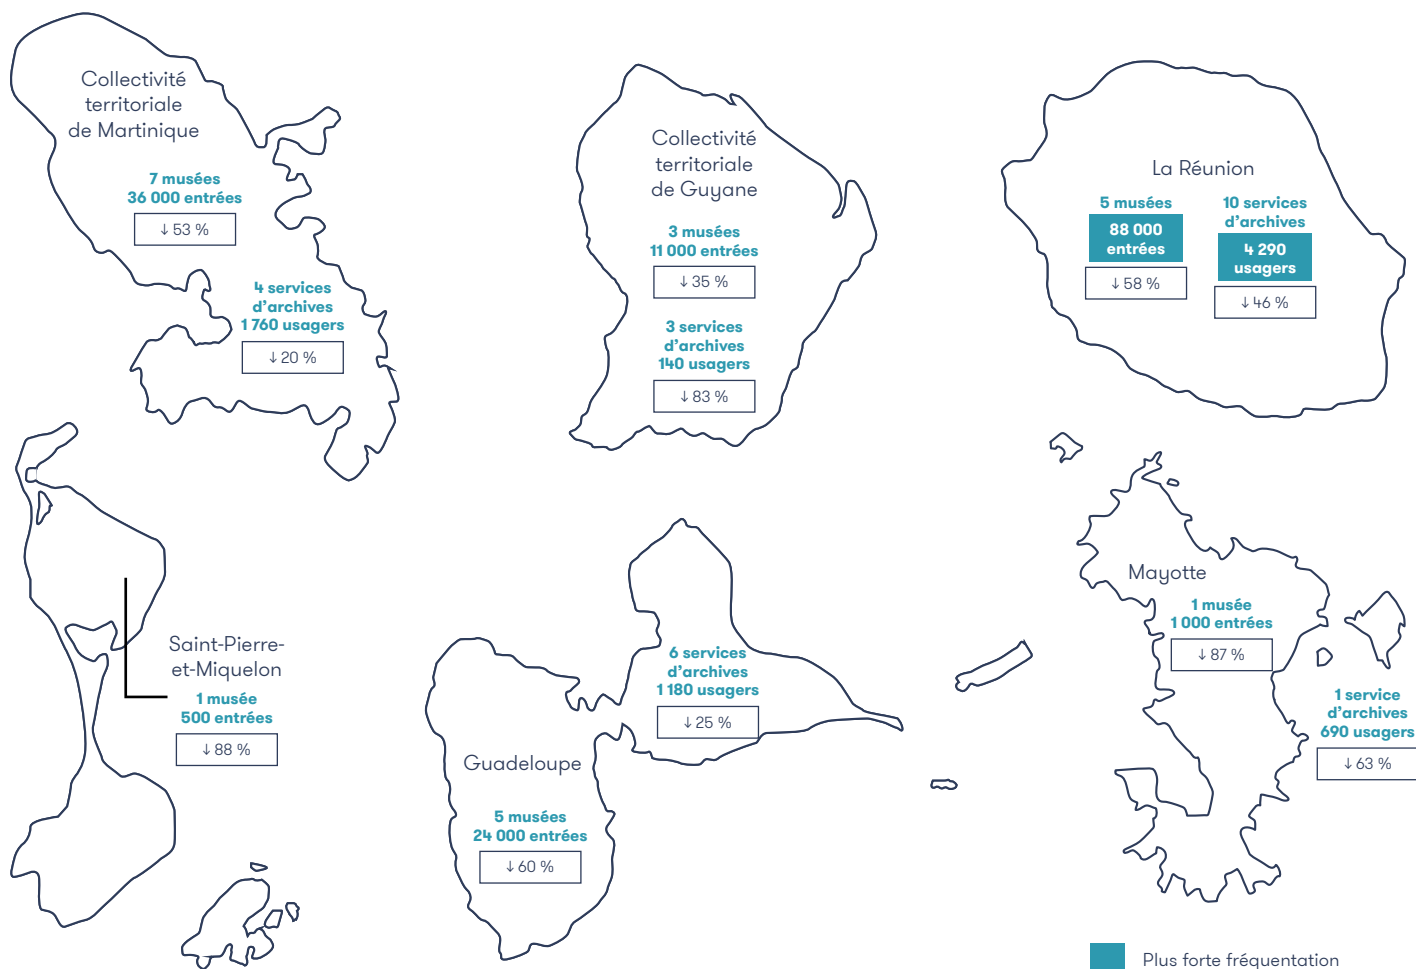 Collectivité
territoriale
de Martinique
7 musées
36 000 entrées
↓ 53 %
4 services
d'archives
1 760 usagers
↓ 20 %
Collectivité
territoriale
de Guyane
3 musées
11 000 entrées
↓ 35 %
3 services
d'archives
140 usagers
↓ 83 %
La Réunion
5 musées
88 000
entrées
↓ 58 %
10 services
d'archives
4 290
usagers
↓ 46 %
Saint-Pierre-
et-Miquelon
1 musée
500 entrées
↓ 88 %
Guadeloupe
5 musées
24 000 entrées
↓ 60 %
6 services
d'archives
1 180 usagers
↓ 25 %
Mayotte
1 musée
1 000 entrées
↓ 87 %
1 service
d'archives
690 usagers
↓ 63 %
Plus forte fréquentation